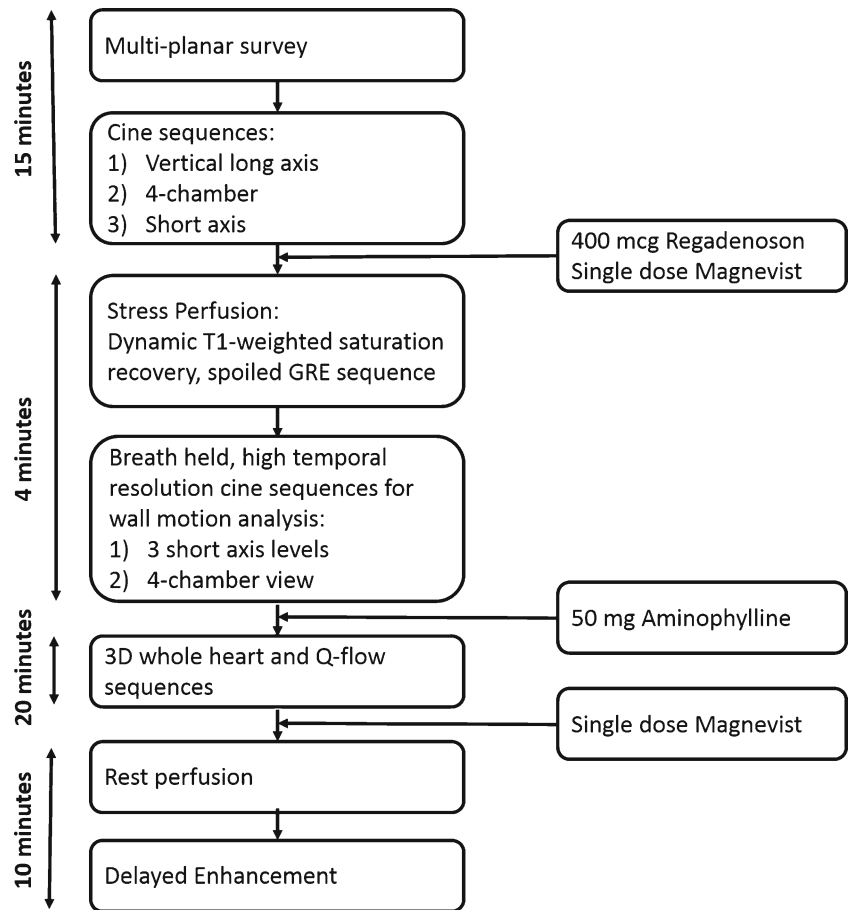 15 minutes
Multi-planar survey
Cine sequences:
1) Vertical long axis
2) 4-chamber
3) Short axis
400 mcg Regadenoson
Single dose Magnevist
4 minutes
Stress Perfusion:
Dynamic T1-weighted saturation
recovery, spoiled GRE sequence
Breath held, high temporal
resolution cine sequences for
wall motion analysis:
1) 3 short axis levels
2) 4-chamber view
50 mg Aminophylline
20 minutes
3D whole heart and Q-flow
sequences
Single dose Magnevist
10 minutes
Rest perfusion
Delayed Enhancement